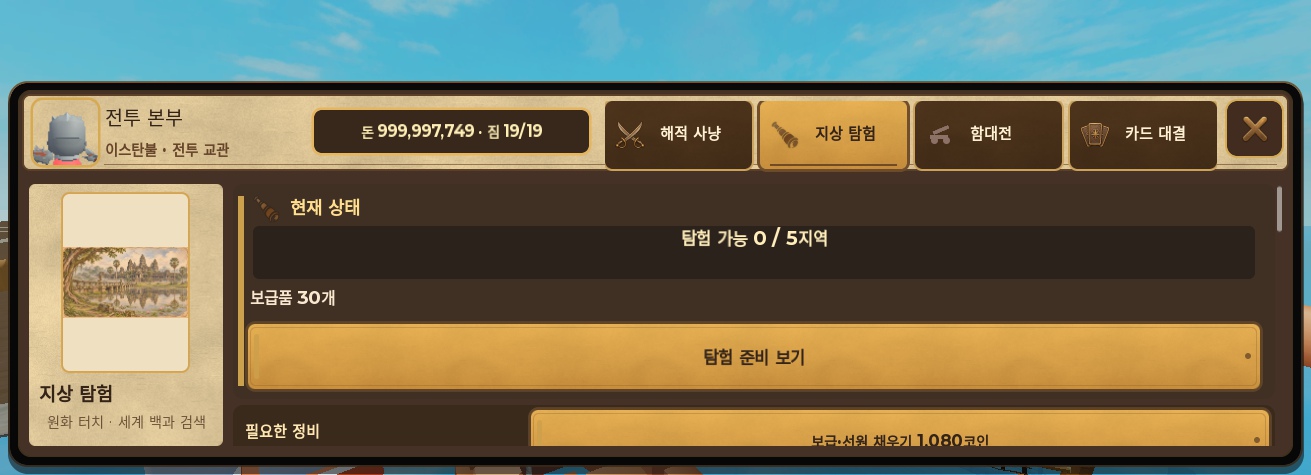 전투 본부
이스탄불 • 전투 교관
돈 999,997,749 · 짐 19/19
해적 사냥
지상 탐험
함대전
카드 대결
현재 상태
탐험 가능 0 / 5지역
보급품 30개
탐험 준비 보기
지상 탐험
원화 터치 · 세계 백과 검색
필요한 정비
보급·선원 채우기 1,080코인